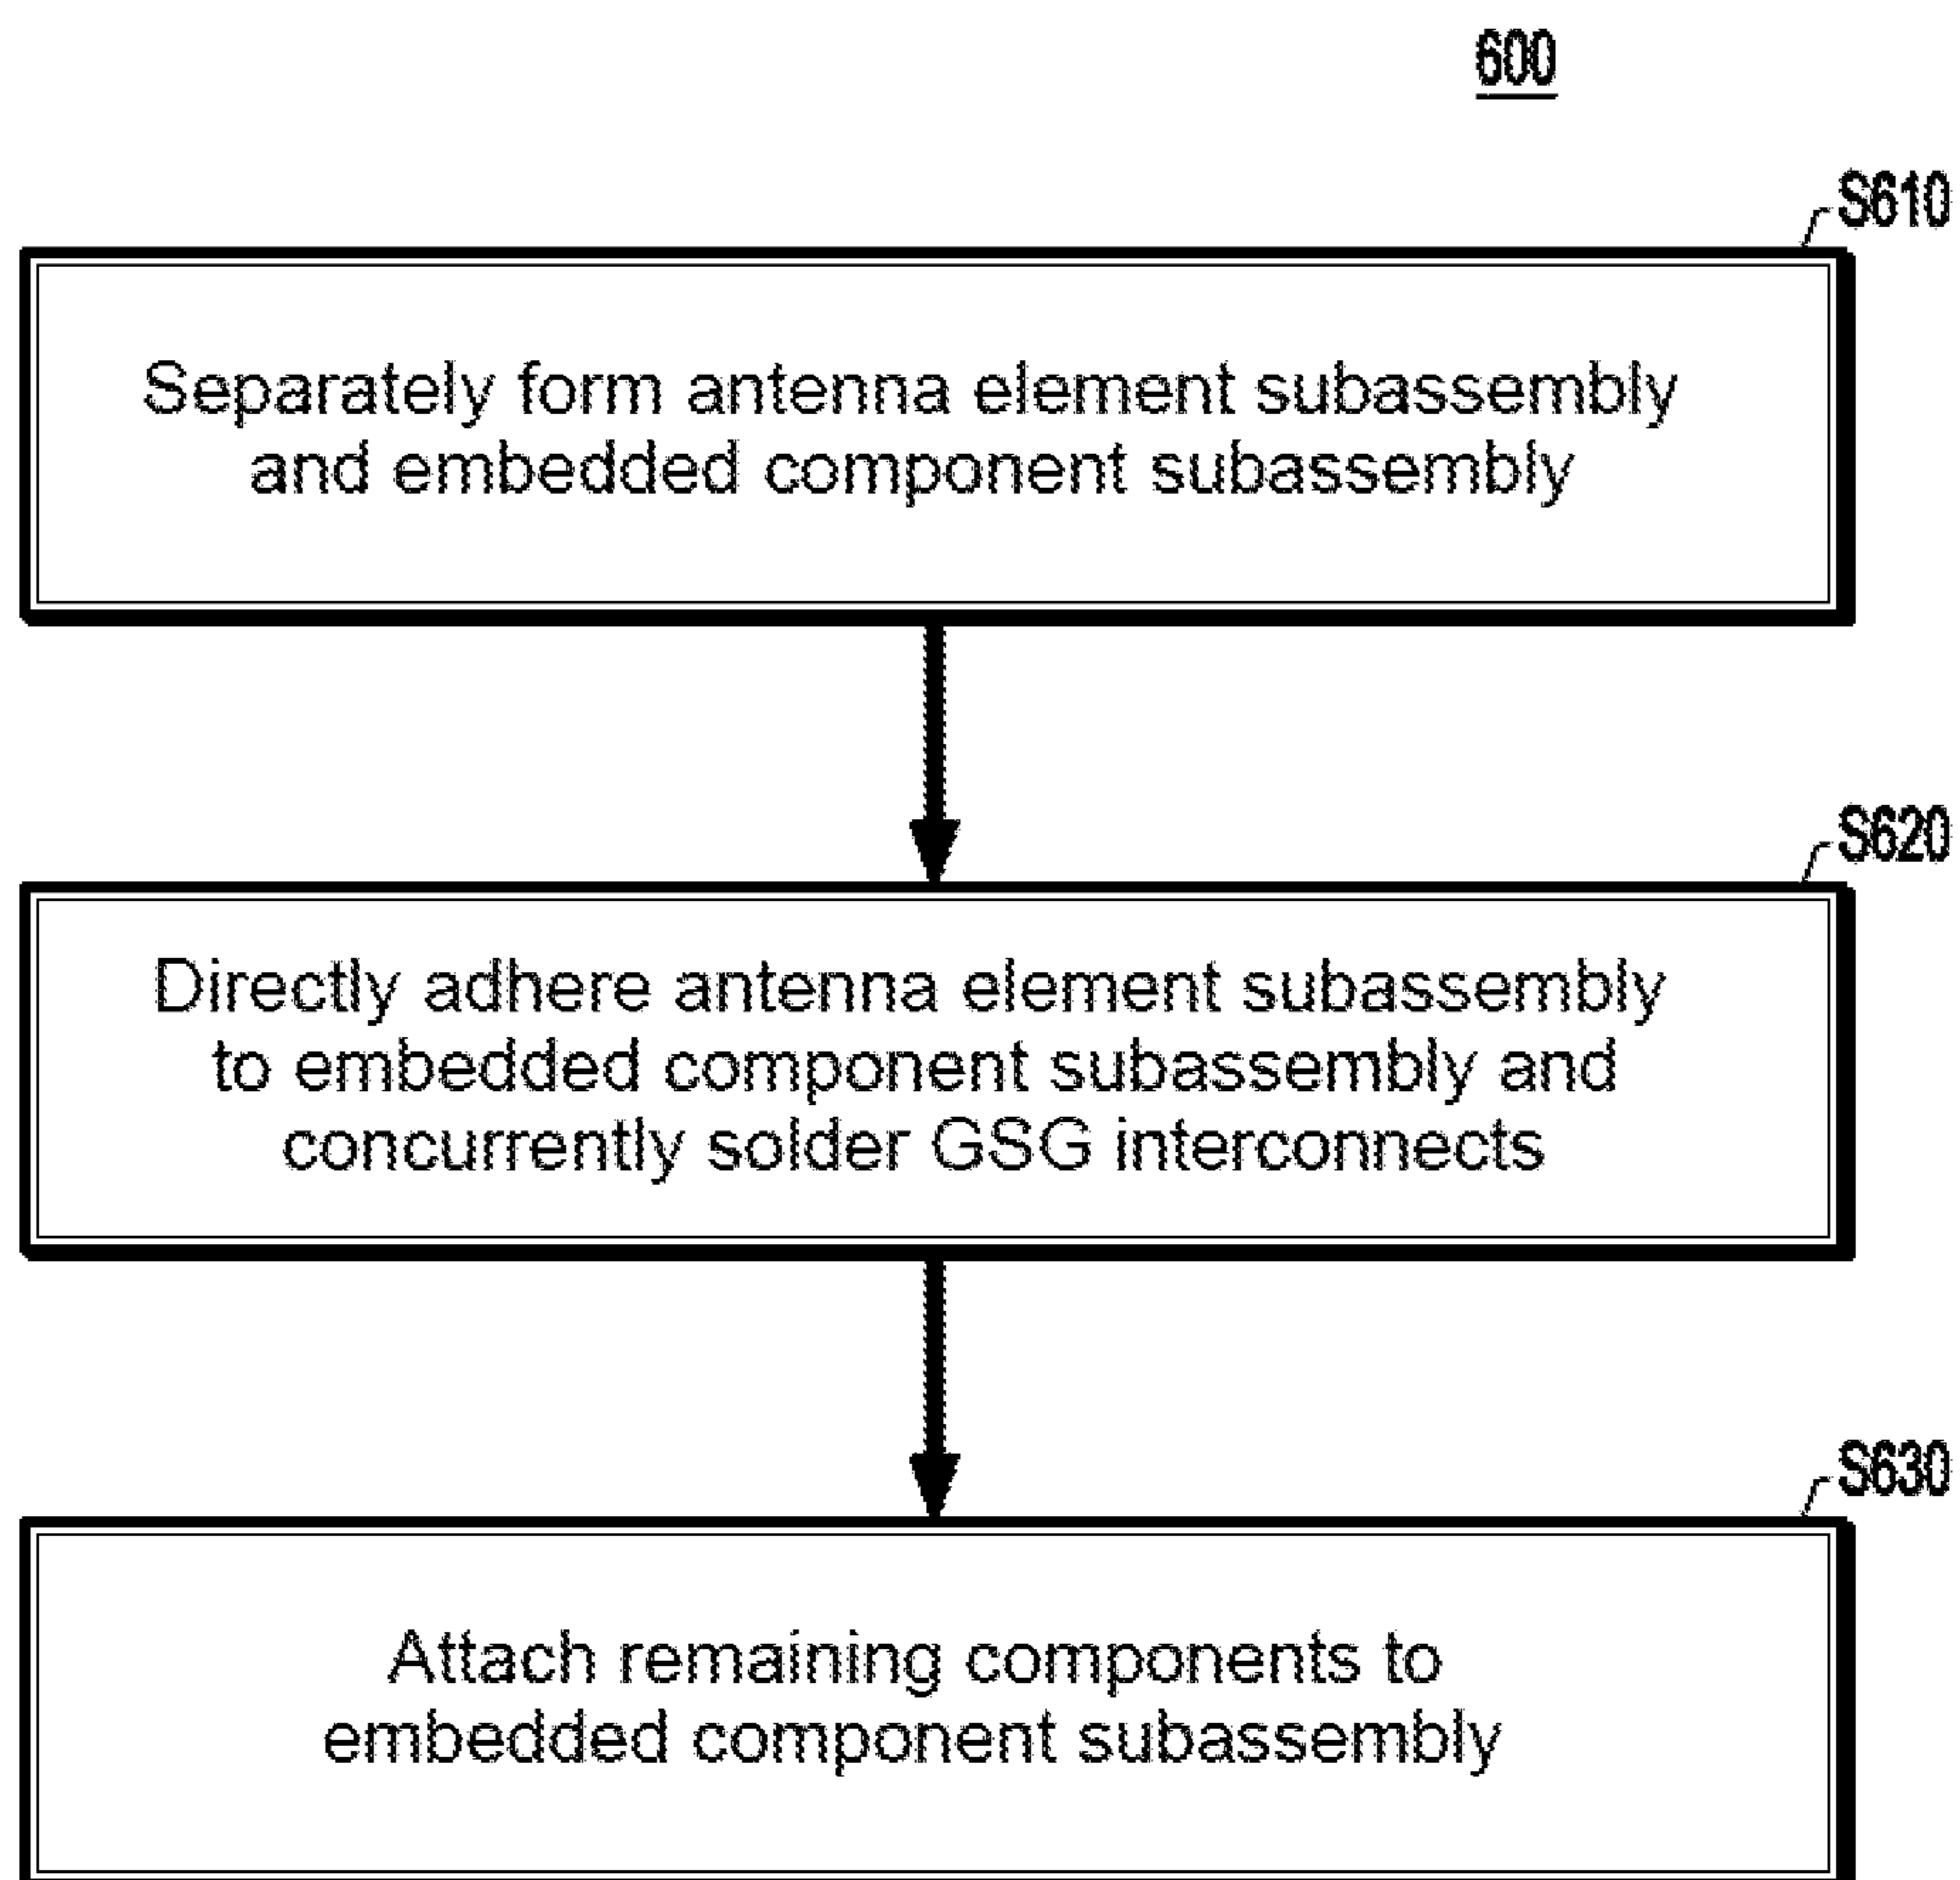 600
S610
Separately form antenna element subassembly
and embedded component subassembly
S620
Directly adhere antenna element subassembly
to embedded component subassembly and
concurrently solder GSG interconnects
S630
Attach remaining components to
embedded component subassembly